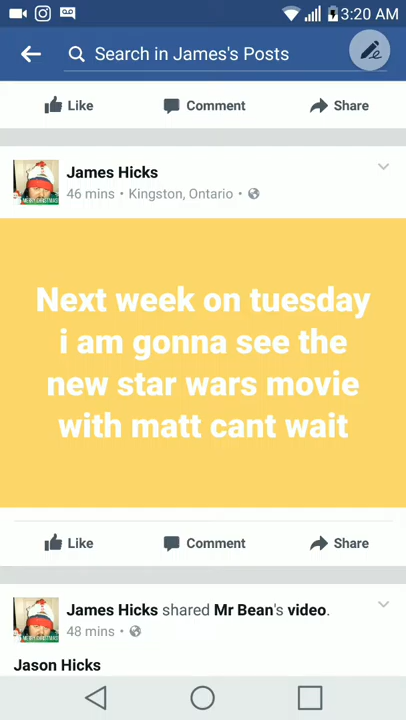 3:20 AM
Search in James's Posts
Like Comment Share
James Hicks
46 mins • Kingston, Ontario •
Next week on tuesday
i am gonna see the
new star wars movie
with matt cant wait
Like Comment Share
James Hicks shared Mr Bean's video.
48 mins •
Jason Hicks